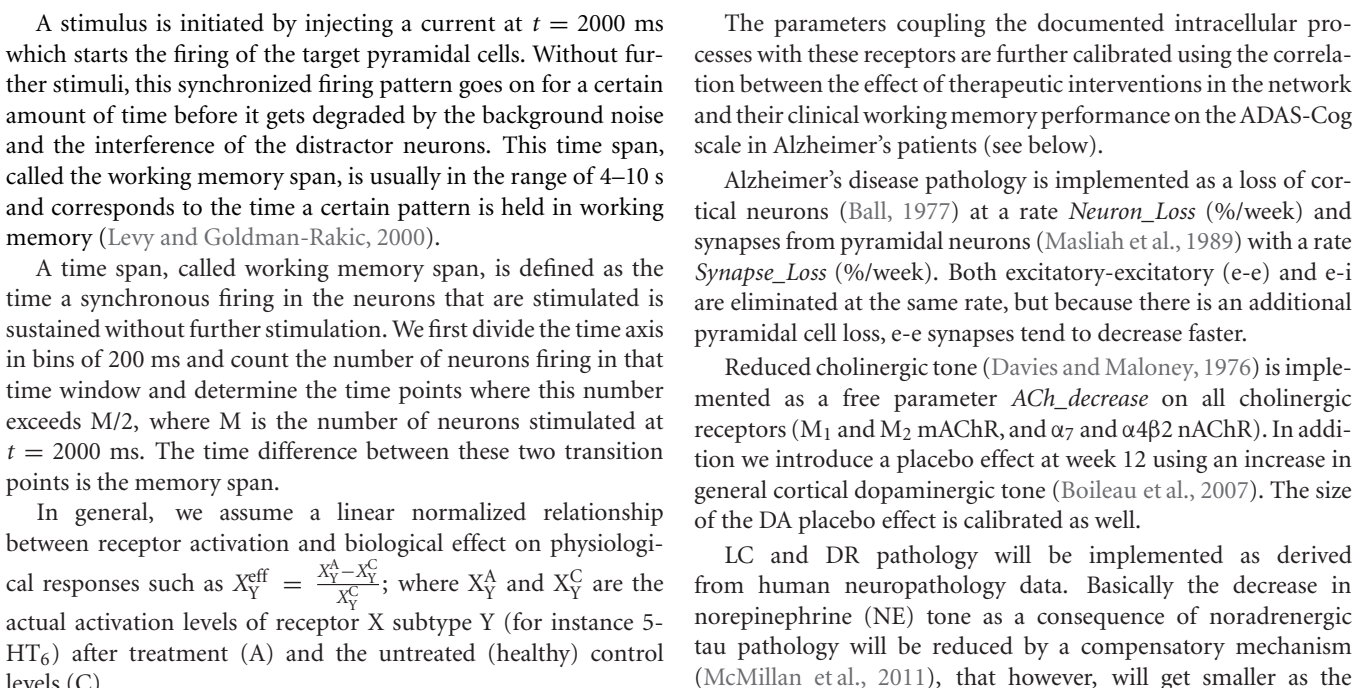 A stimulus is initiated by injecting a current at t = 2000 ms
which starts the firing of the target pyramidal cells. Without fur-
ther stimuli, this synchronized firing pattern goes on for a certain
amount of time before it gets degraded by the background noise
and the interference of the distractor neurons. This time span,
called the working memory span, is usually in the range of 4–10 s
and corresponds to the time a certain pattern is held in working
memory (Levy and Goldman-Rakic, 2000).
A time span, called working memory span, is defined as the
time a synchronous firing in the neurons that are stimulated is
sustained without further stimulation. We first divide the time axis
in bins of 200 ms and count the number of neurons firing in that
time window and determine the time points where this number
exceeds M/2, where M is the number of neurons stimulated at
t = 2000 ms. The time difference between these two transition
points is the memory span.
In general, we assume a linear normalized relationship
between receptor activation and biological effect on physiologi-
cal responses such as X_Y^eff = (X_Y^A − X_Y^C)/X_Y^C; where X_Y^A and X_Y^C are the
actual activation levels of receptor X subtype Y (for instance 5-
HT₆) after treatment (A) and the untreated (healthy) control
levels (C)
The parameters coupling the documented intracellular pro-
cesses with these receptors are further calibrated using the correla-
tion between the effect of therapeutic interventions in the network
and their clinical working memory performance on the ADAS-Cog
scale in Alzheimer's patients (see below).
Alzheimer's disease pathology is implemented as a loss of cor-
tical neurons (Ball, 1977) at a rate Neuron_Loss (%/week) and
synapses from pyramidal neurons (Masliah et al., 1989) with a rate
Synapse_Loss (%/week). Both excitatory-excitatory (e-e) and e-i
are eliminated at the same rate, but because there is an additional
pyramidal cell loss, e-e synapses tend to decrease faster.
Reduced cholinergic tone (Davies and Maloney, 1976) is imple-
mented as a free parameter ACh_decrease on all cholinergic
receptors (M₁ and M₂ mAChR, and α₇ and α4β2 nAChR). In addi-
tion we introduce a placebo effect at week 12 using an increase in
general cortical dopaminergic tone (Boileau et al., 2007). The size
of the DA placebo effect is calibrated as well.
LC and DR pathology will be implemented as derived
from human neuropathology data. Basically the decrease in
norepinephrine (NE) tone as a consequence of noradrenergic
tau pathology will be reduced by a compensatory mechanism
(McMillan et al., 2011), that however, will get smaller as the